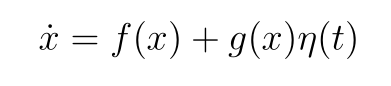 ẋ = f(x) + g(x)η(t)